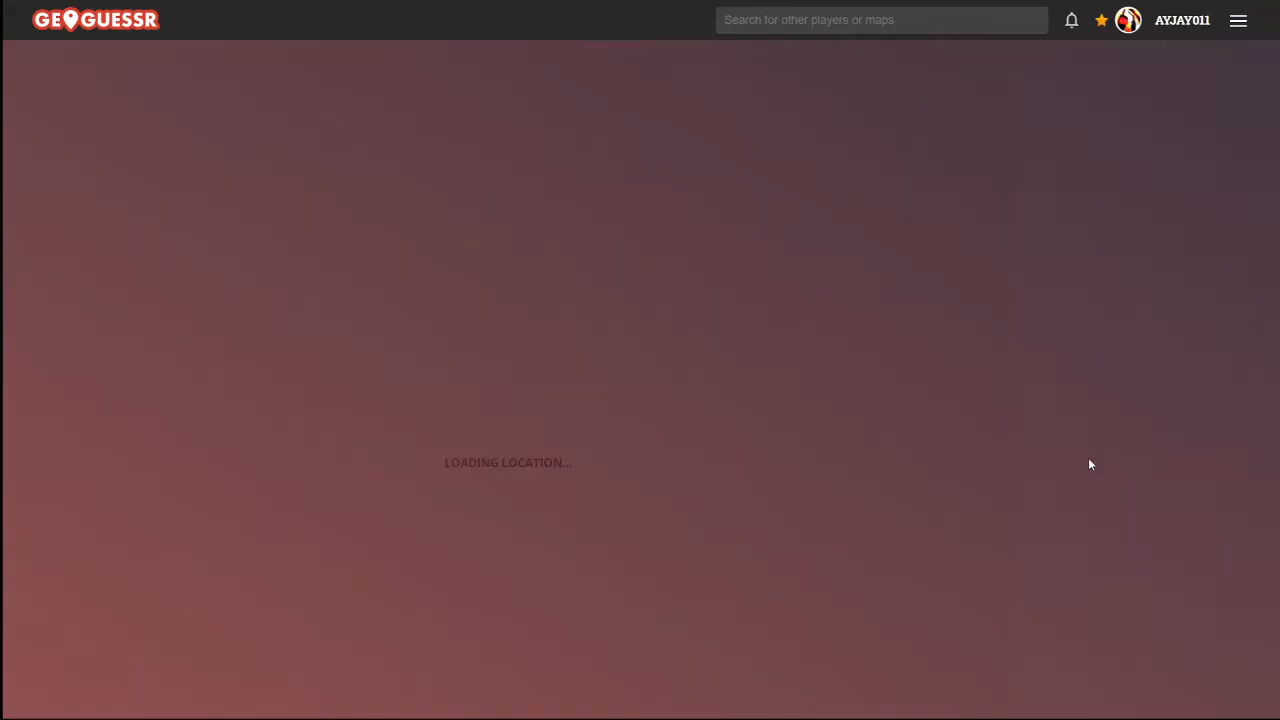 GEOGUESSR
Search for other players or maps
AYJAY011
LOADING LOCATION...